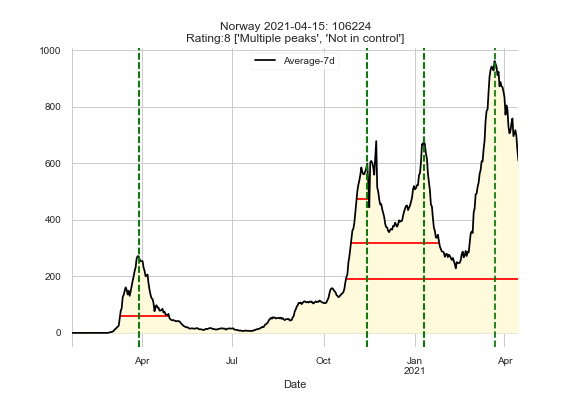 Norway 2021-04-15: 106224
Rating:8 ['Multiple peaks', 'Not in control']
Average-7d
1000
800
600
400
200
0
Apr
Jul
Oct
Jan
2021
Apr
Date